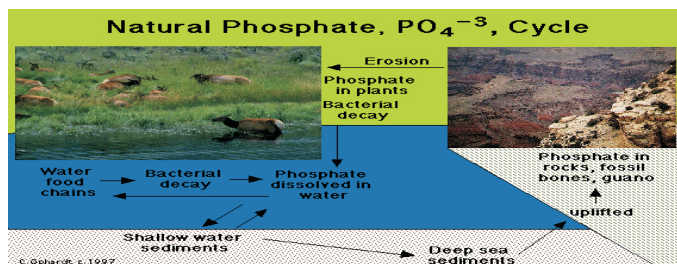 Natural Phosphate, PO₄⁻³, Cycle
Erosion
Phosphate
in plants
Bacterial
decay
Water
food
chains
Bacterial
decay
Phosphate
dissolved in
water
Phosphate in
rocks, fossil
bones, guano
uplifted
Shallow water
sediments
Deep sea
sediments
C.Ophardt c.1997